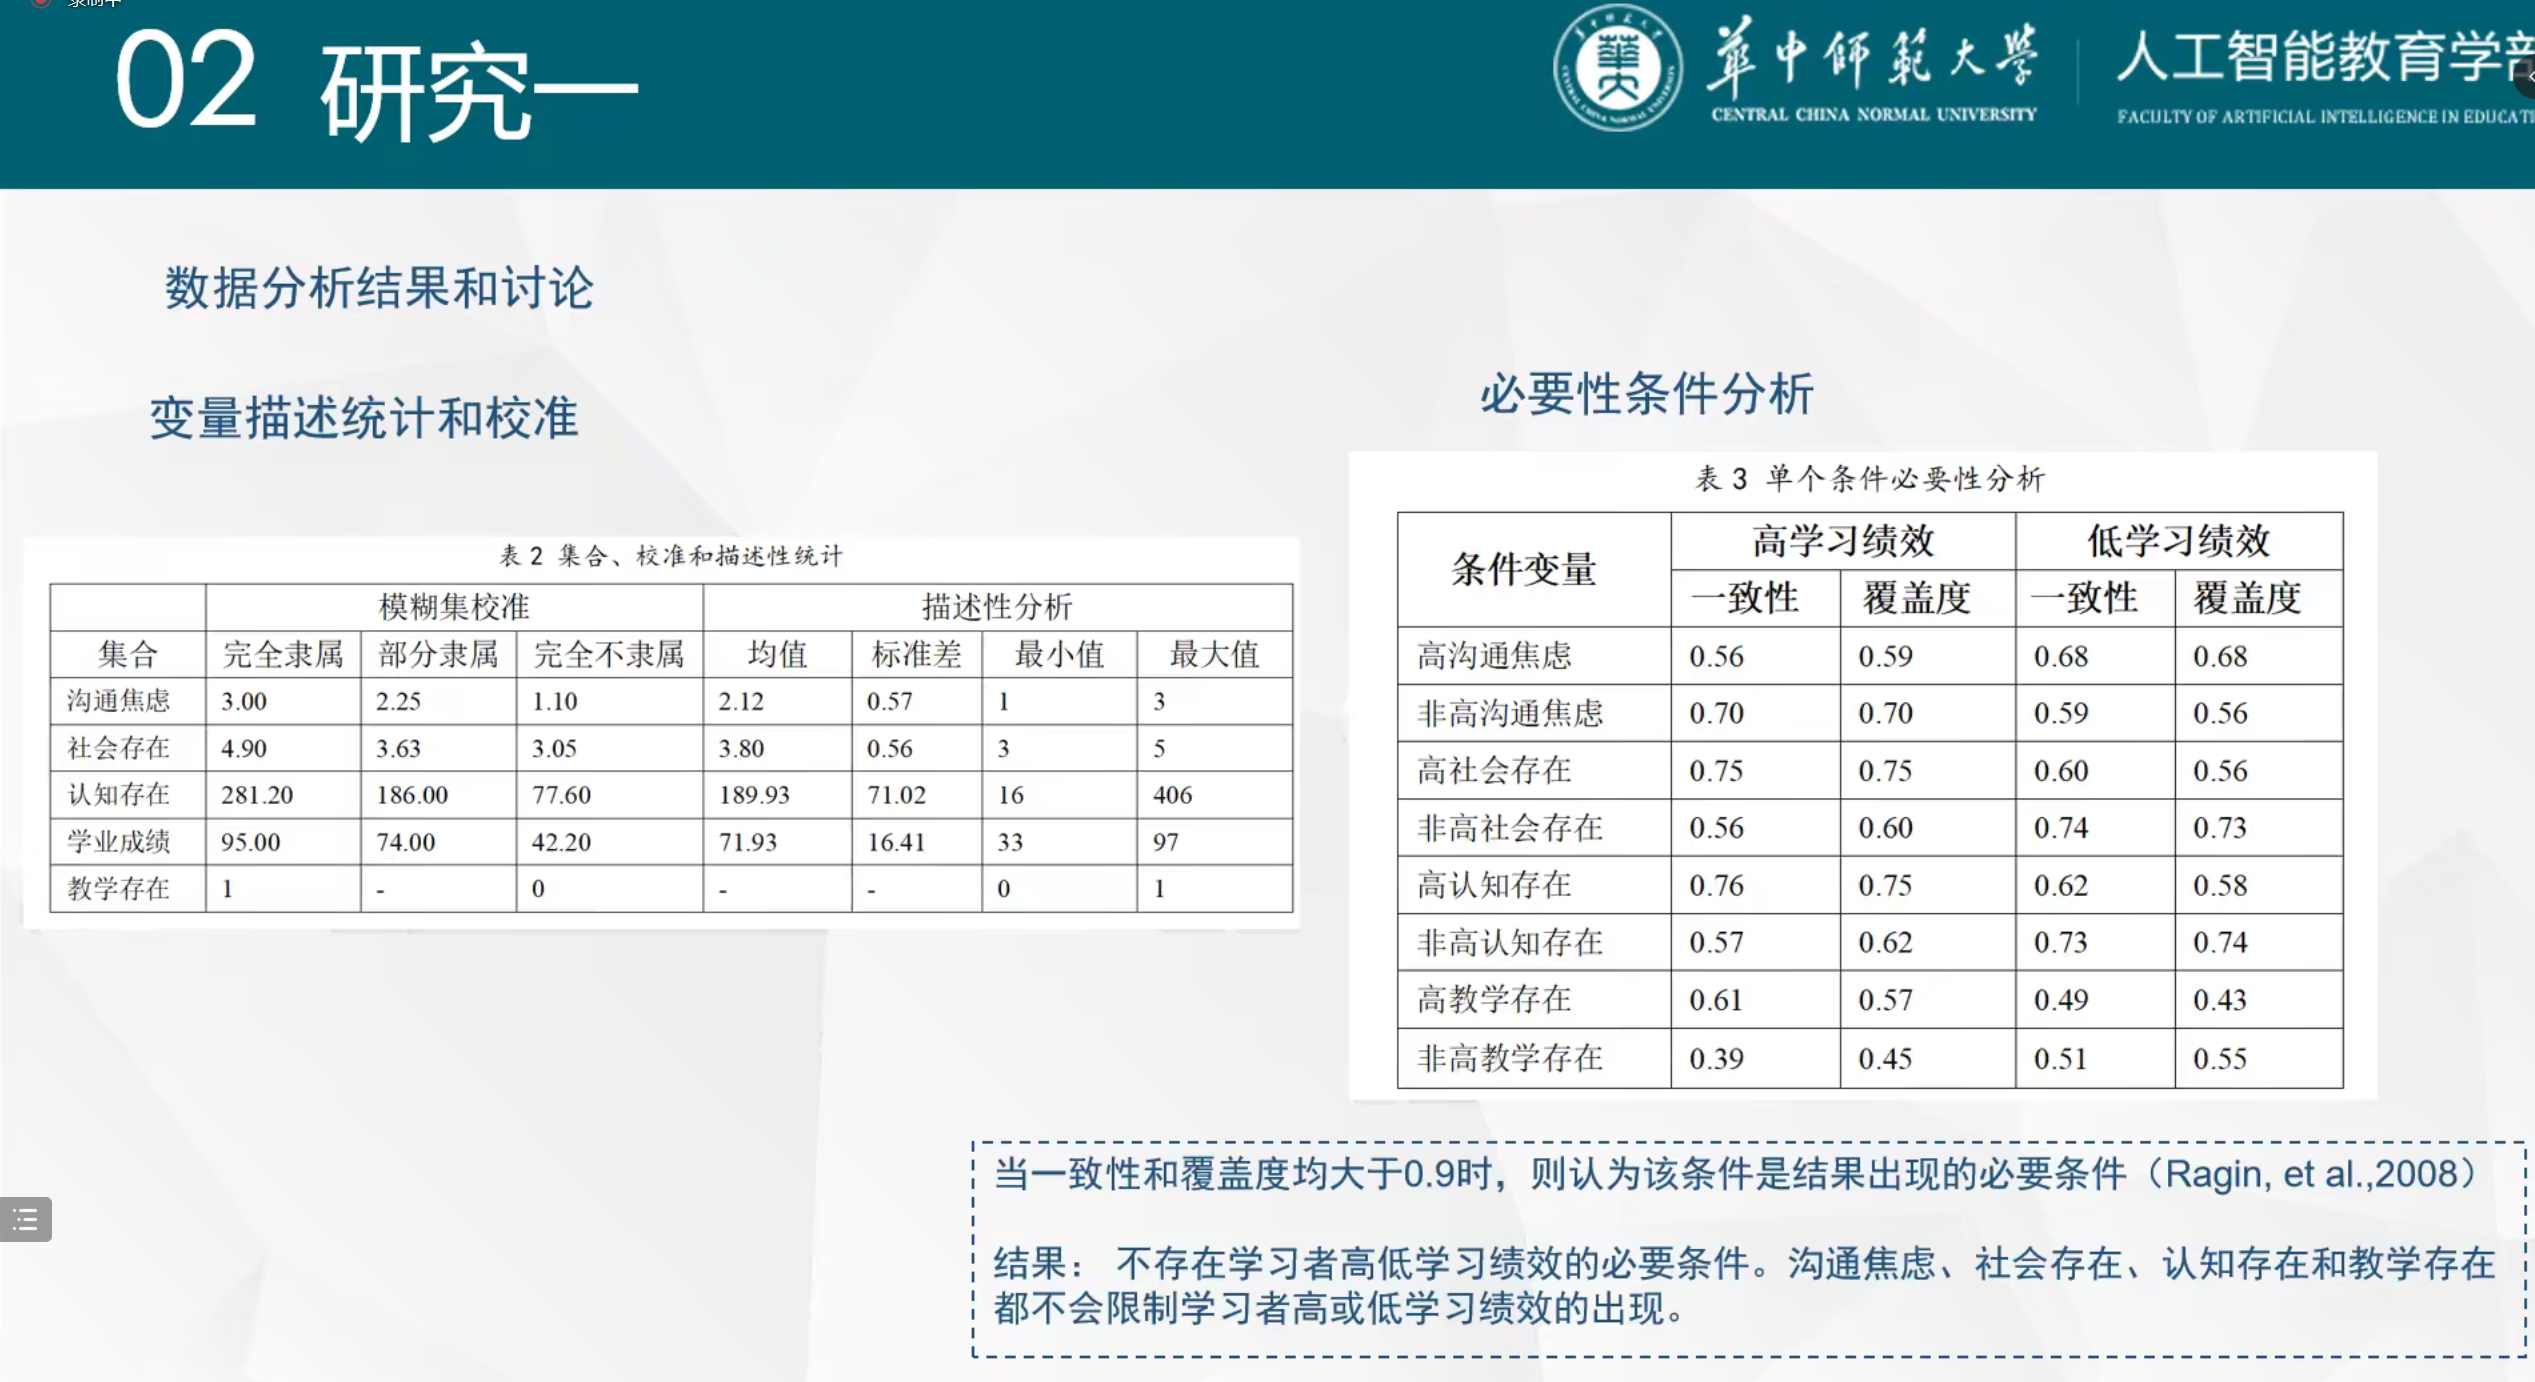 02 研究一
華中師範大學
CENTRAL CHINA NORMAL UNIVERSITY
人工智能教育学部
FACULTY OF ARTIFICIAL INTELLIGENCE IN EDUCATI
数据分析结果和讨论
变量描述统计和校准
表 2 集合、校准和描述性统计
模糊集校准 描述性分析
集合 完全隶属 部分隶属 完全不隶属 均值 标准差 最小值 最大值
沟通焦虑 3.00 2.25 1.10 2.12 0.57 1 3
社会存在 4.90 3.63 3.05 3.80 0.56 3 5
认知存在 281.20 186.00 77.60 189.93 71.02 16 406
学业成绩 95.00 74.00 42.20 71.93 16.41 33 97
教学存在 1 - 0 - - 0 1
必要性条件分析
表 3 单个条件必要性分析
条件变量 高学习绩效 低学习绩效
一致性 覆盖度 一致性 覆盖度
高沟通焦虑 0.56 0.59 0.68 0.68
非高沟通焦虑 0.70 0.70 0.59 0.56
高社会存在 0.75 0.75 0.60 0.56
非高社会存在 0.56 0.60 0.74 0.73
高认知存在 0.76 0.75 0.62 0.58
非高认知存在 0.57 0.62 0.73 0.74
高教学存在 0.61 0.57 0.49 0.43
非高教学存在 0.39 0.45 0.51 0.55
当一致性和覆盖度均大于0.9时，则认为该条件是结果出现的必要条件（Ragin, et al.,2008）
结果： 不存在学习者高低学习绩效的必要条件。沟通焦虑、社会存在、认知存在和教学存在
都不会限制学习者高或低学习绩效的出现。